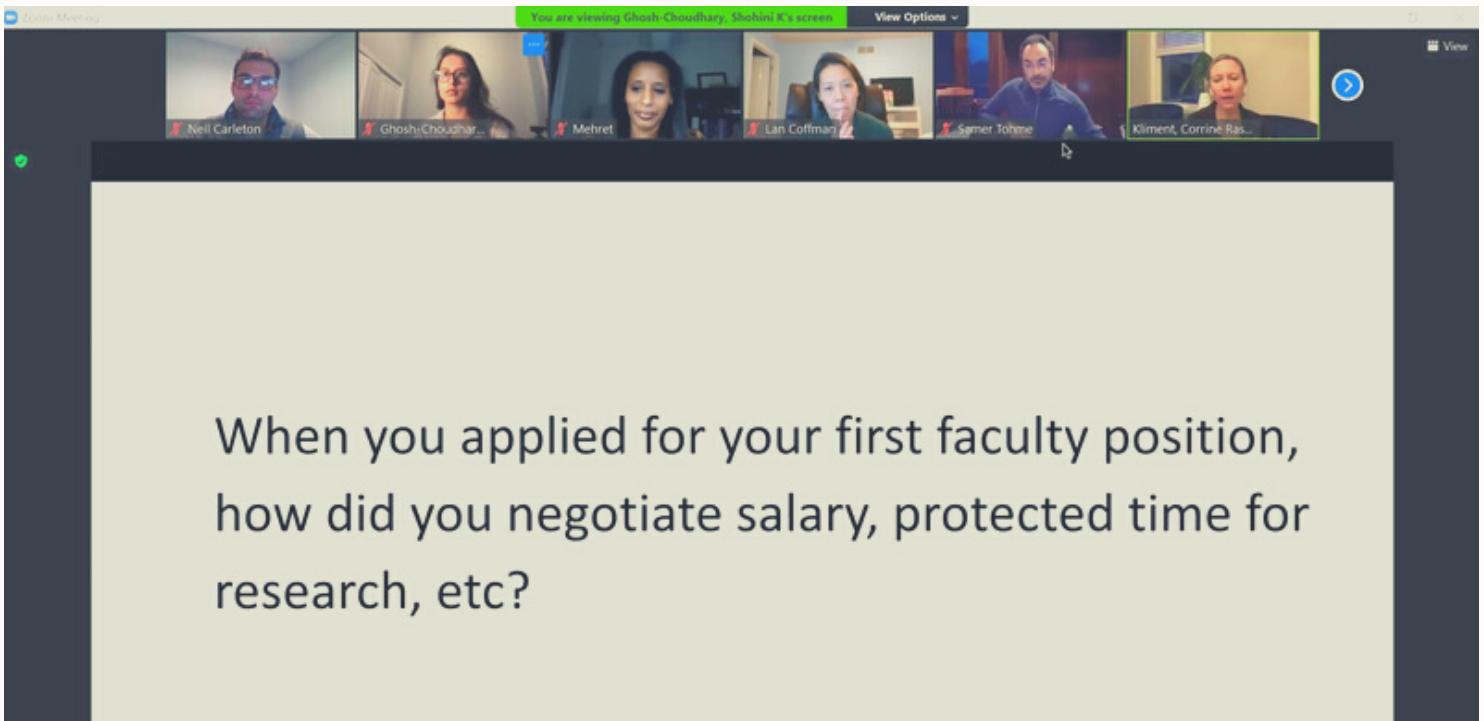 Zoom Meeting
You are viewing Ghosh-Choudhary, Shohini K's screen
View Options
View
Neil Carleton
Ghosh-Choudhar...
Mehret
Lan Coffman
Samer Tohme
Kliment, Corrine Ras...
When you applied for your first faculty position,
how did you negotiate salary, protected time for
research, etc?